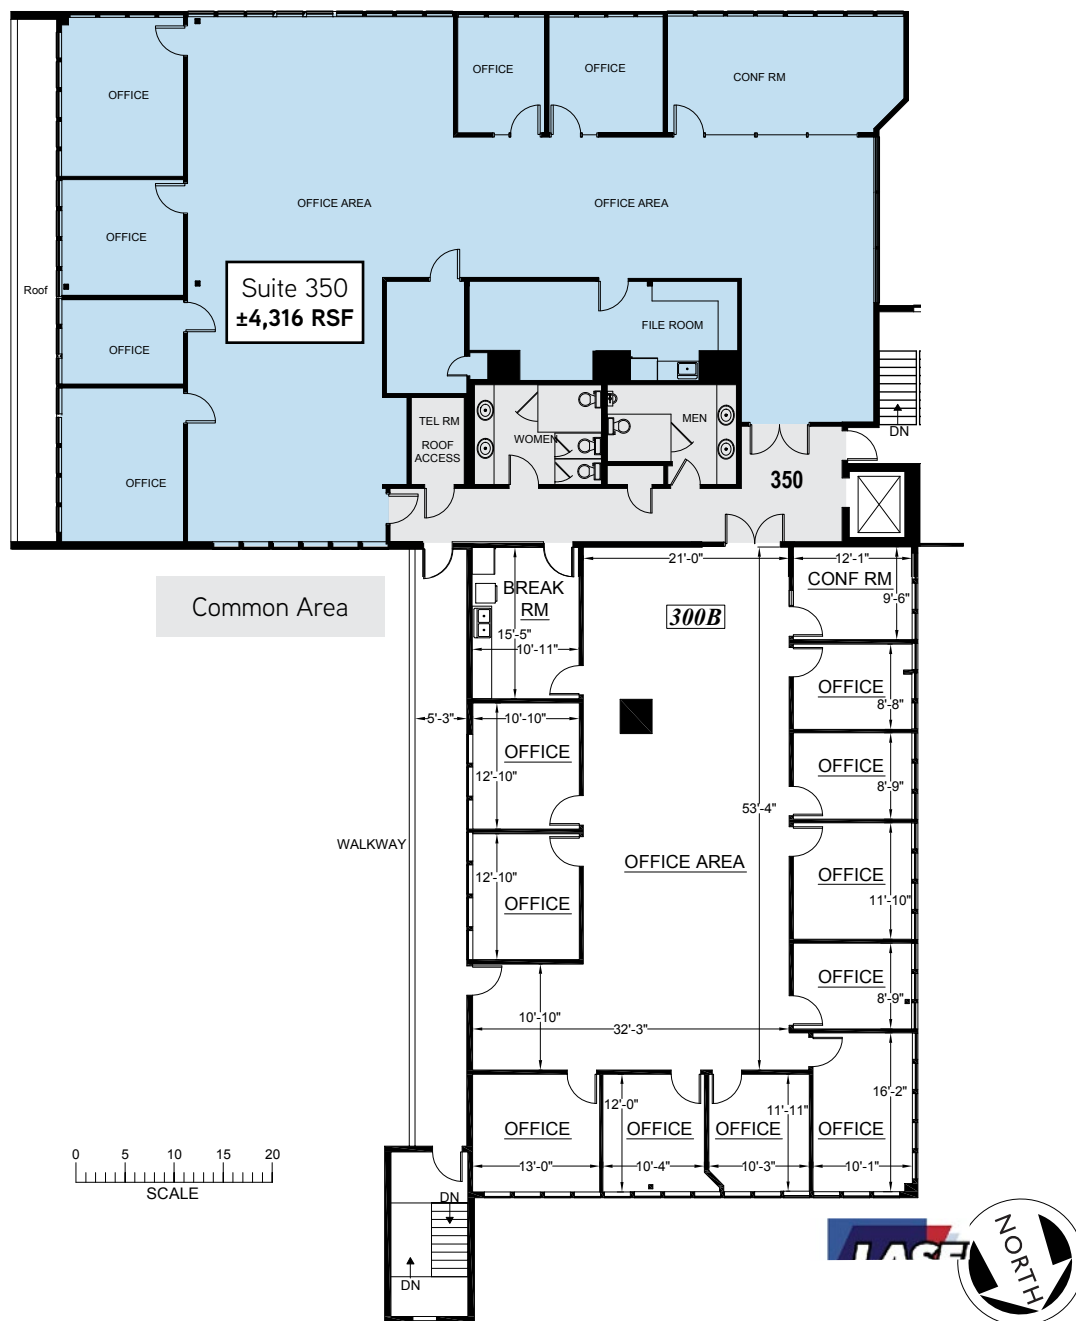 OFFICE
OFFICE
OFFICE
CONF RM
OFFICE AREA
OFFICE AREA
OFFICE
Roof
Suite 350
±4,316 RSF
FILE ROOM
OFFICE
TEL RM
ROOF
ACCESS
WOMEN
MEN
DN
OFFICE
350
Common Area
BREAK
RM
15'-5"
10'-11"
21'-0"
300B
12'-1"
CONF RM
9'-6"
OFFICE
8'-8"
5'-3"
10'-10"
OFFICE
12'-10"
OFFICE
8'-9"
53'-4"
WALKWAY
OFFICE AREA
12'-10"
OFFICE
OFFICE
11'-10"
OFFICE
8'-9"
10'-10"
32'-3"
16'-2"
12'-0"
11'-11"
OFFICE
OFFICE
OFFICE
OFFICE
13'-0"
10'-4"
10'-3"
10'-1"
0 5 10 15 20
SCALE
DN
DN
NORTH